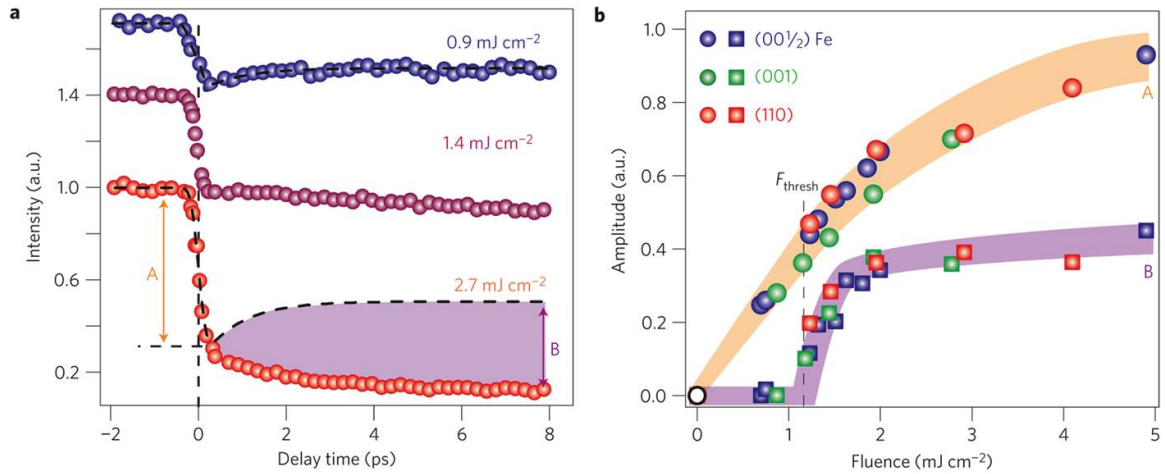 a
0.9 mJ cm⁻²
1.4
1.4 mJ cm⁻²
1.0
Intensity (a.u.)
A
0.6
2.7 mJ cm⁻²
B
0.2
−2 0 2 4 6 8
Delay time (ps)
b
1.0
(00½) Fe
(001)
(110)
A
0.8
F_thresh
0.6
Amplitude (a.u.)
0.4
B
0.2
0.0
0 1 2 3 4 5
Fluence (mJ cm⁻²)